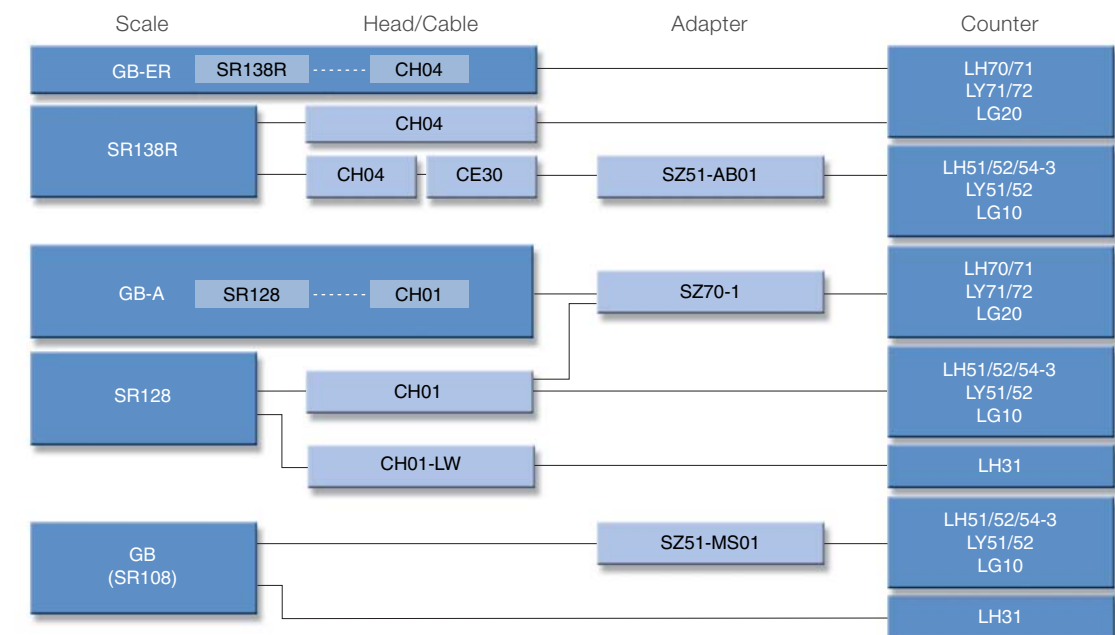 Scale Head/Cable Adapter Counter
GB-ER SR138R ------- CH04
LH70/71
LY71/72
LG20
SR138R
CH04
CH04 CE30 SZ51-AB01
LH51/52/54-3
LY51/52
LG10
GB-A SR128 ------- CH01
SZ70-1
LH70/71
LY71/72
LG20
SR128
CH01
LH51/52/54-3
LY51/52
LG10
CH01-LW
LH31
GB
(SR108)
SZ51-MS01
LH51/52/54-3
LY51/52
LG10
LH31